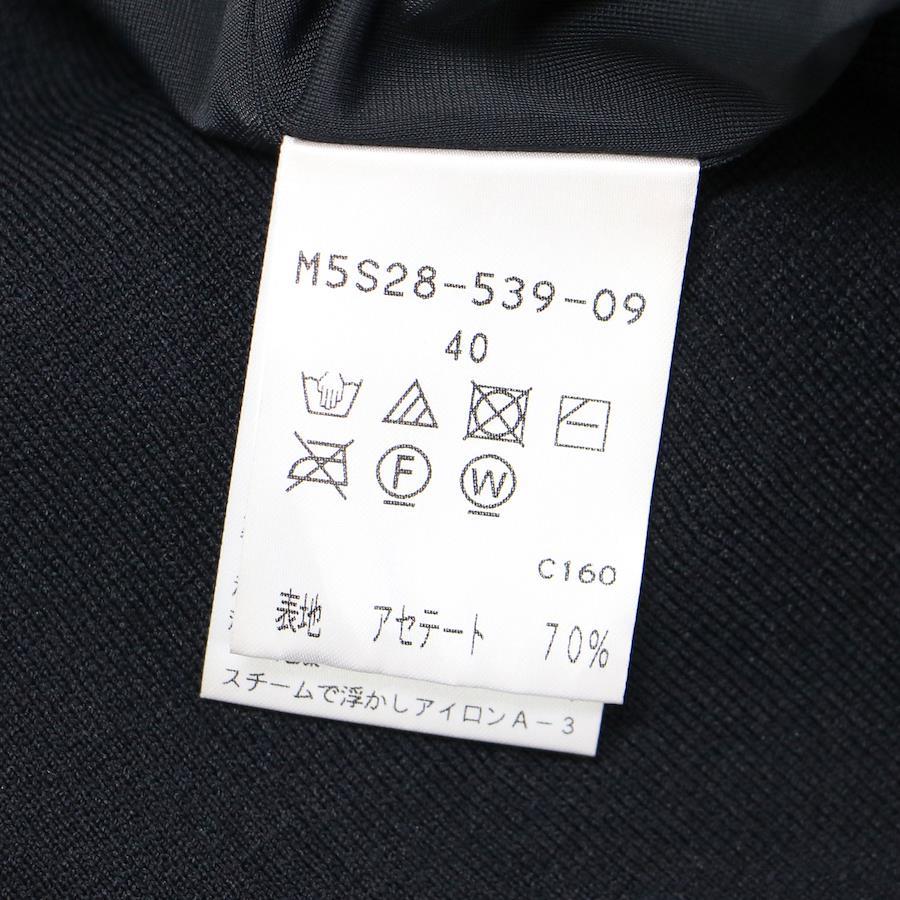 M5S28-539-09
40
F W
C160
表地 アセテート 70%
スチームで浮かしアイロンA-3